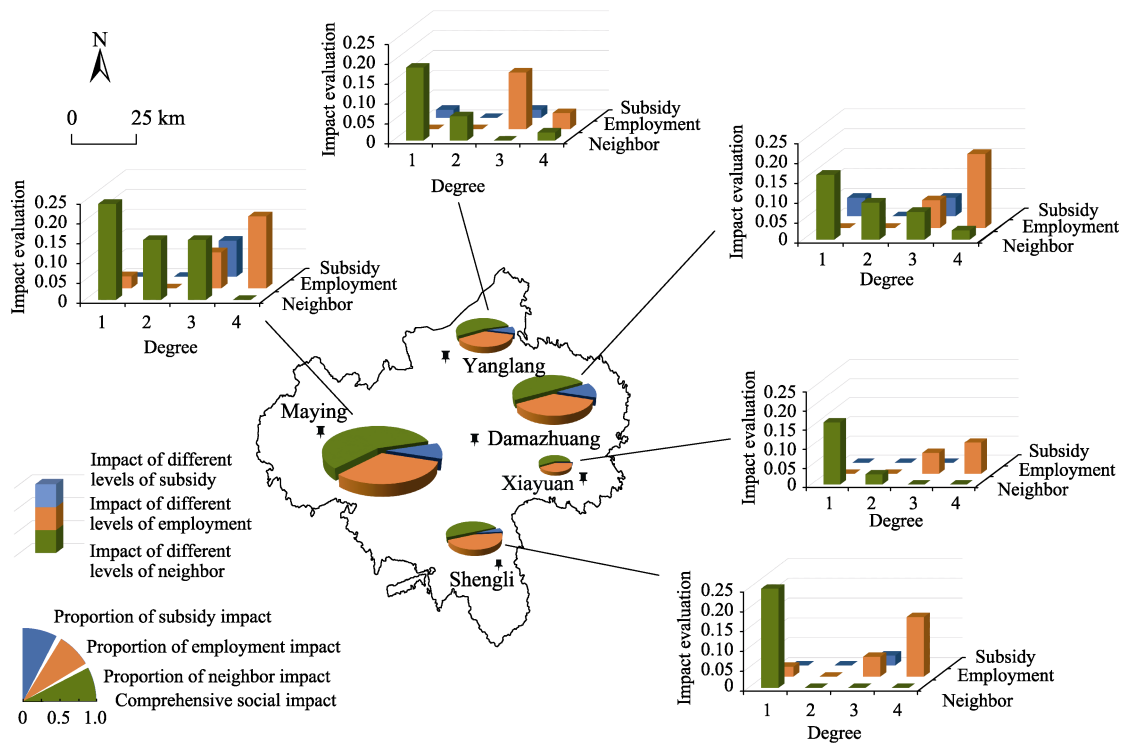 N
0 25 km
Impact evaluation
0.25
0.20
0.15
0.10
0.05
0
1 2 3 4
Degree
Subsidy
Employment
Neighbor
Impact evaluation
0.25
0.20
0.15
0.10
0.05
0
1 2 3 4
Degree
Subsidy
Employment
Neighbor
Impact evaluation
0.25
0.20
0.15
0.10
0.05
0
1 2 3 4
Degree
Subsidy
Employment
Neighbor
Yanglang
Maying
Damazhuang
Xiayuan
Shengli
Impact evaluation
0.25
0.20
0.15
0.10
0.05
0
1 2 3 4
Degree
Subsidy
Employment
Neighbor
Impact evaluation
0.25
0.20
0.15
0.10
0.05
0
1 2 3 4
Degree
Subsidy
Employment
Neighbor
Impact of different
levels of subsidy
Impact of different
levels of employment
Impact of different
levels of neighbor
Proportion of subsidy impact
Proportion of employment impact
Proportion of neighbor impact
Comprehensive social impact
0 0.5 1.0